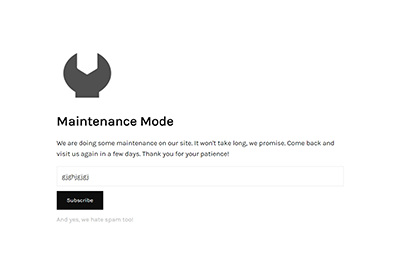 Maintenance Mode
We are doing some maintenance on our site. It won't take long, we promise. Come back and
visit us again in a few days. Thank you for your patience!
Subscribe
And yes, we hate spam too!